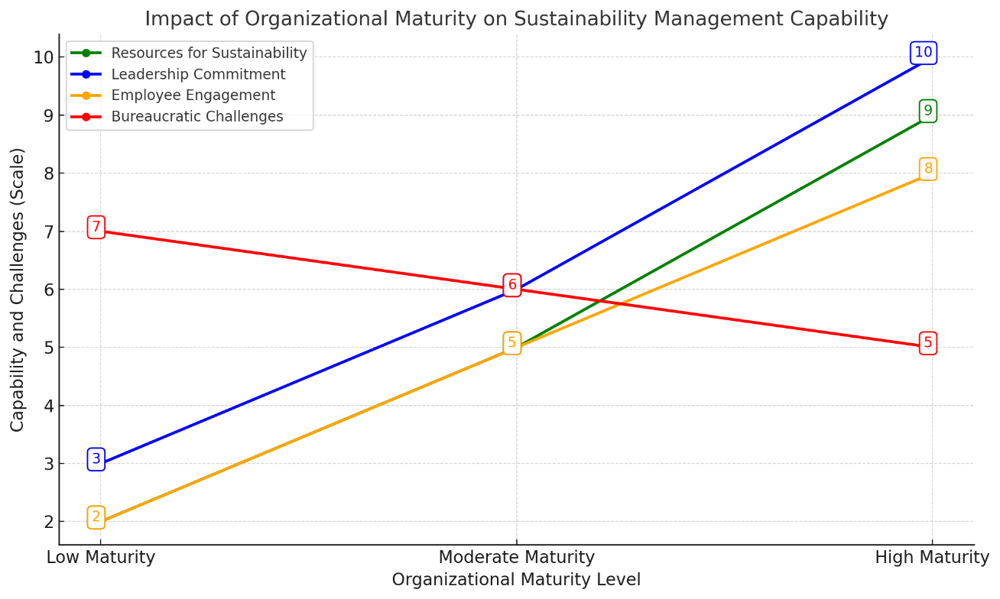 Impact of Organizational Maturity on Sustainability Management Capability
Resources for Sustainability
Leadership Commitment
Employee Engagement
Bureaucratic Challenges
Capability and Challenges (Scale)
10
9
8
7
6
5
4
3
2
10
9
8
7
6
5
5
3
2
Low Maturity
Moderate Maturity
High Maturity
Organizational Maturity Level